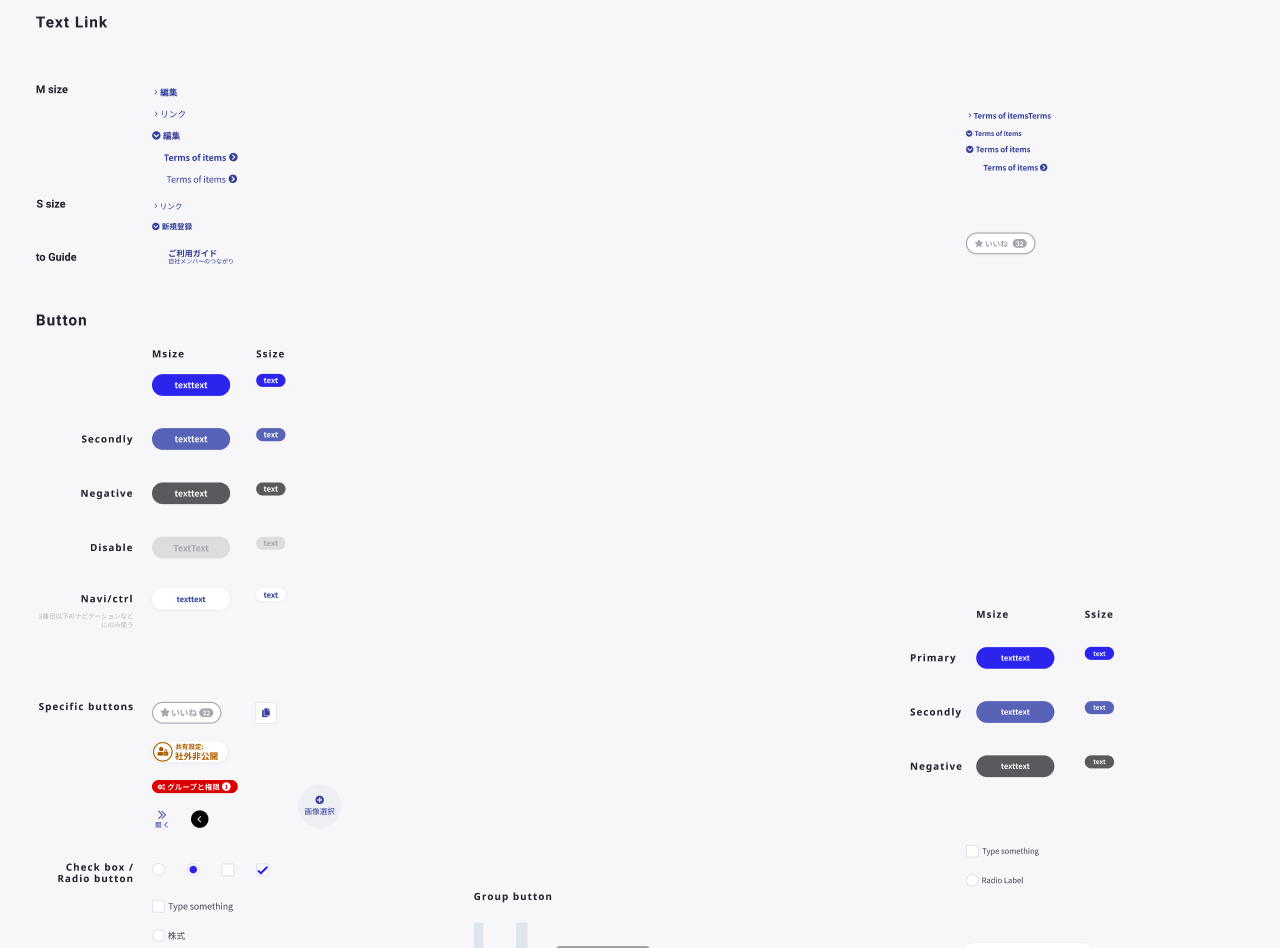 Text Link
M size
編集
リンク
編集
Terms of items
Terms of items
S size
リンク
新規登録
to Guide
ご利用ガイド
自社メンバーのつながり
Terms of itemsTerms
Terms of items
Terms of items
Terms of items
いいね 32
Button
Msize Ssize
texttext text
Secondly texttext text
Negative texttext text
Disable TextText text
Navi/ctrl texttext text
3番目以下のナビゲーションなど
にのみ使う
Msize Ssize
Primary texttext text
Secondly texttext text
Negative texttext text
Specific buttons いいね 32
共有設定:
社外非公開
グループと権限 1
開く
画像選択
Check box /
Radio button
Type something
株式
Group button
Type something
Radio Label